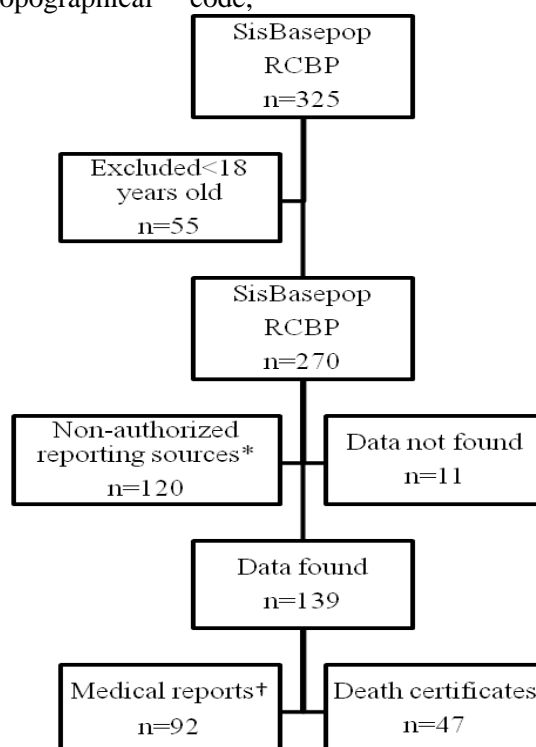 code,
SisBasepop
RCBP
n=325
Excluded<18
years old
n=55
SisBasepop
RCBP
n=270
Non-authorized
reporting sources*
n=120
Data not found
n=11
Data found
n=139
Medical reports†
n=92
Death certificates
n=47